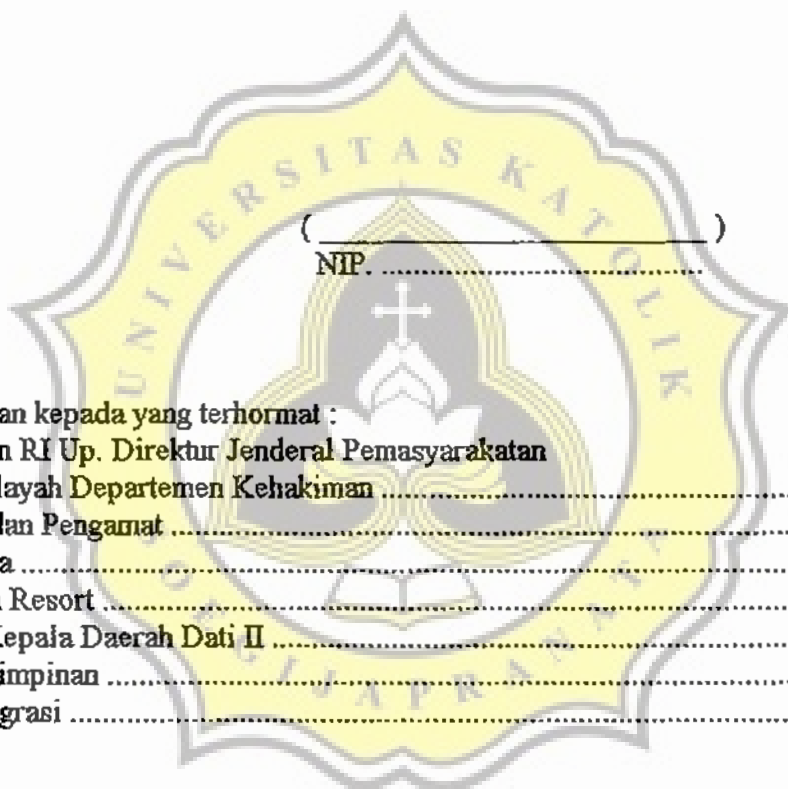 UNIVERSITAS KATOLIK
( ____________________ )
NIP. ........................................
an kepada yang terhormat :
n RI Up. Direktur Jenderal Pemasyarakatan
layah Departemen Kehakiman ........................................
dan Pengamat ........................................
a ........................................
Resort ........................................
Kepala Daerah Dati II ........................................
impinan ........................................
grasi ........................................
SOEGIJAPRANATA